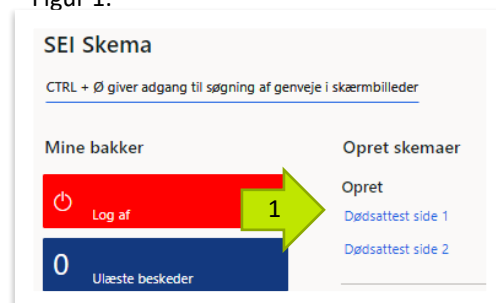 Figur 1:
SEI Skema
CTRL + Ø giver adgang til søgning af genveje i skærmbilleder
Mine bakker
Log af
0
Ulæste beskeder
1
Opret skemaer
Opret
Dødsattest side 1
Dødsattest side 2